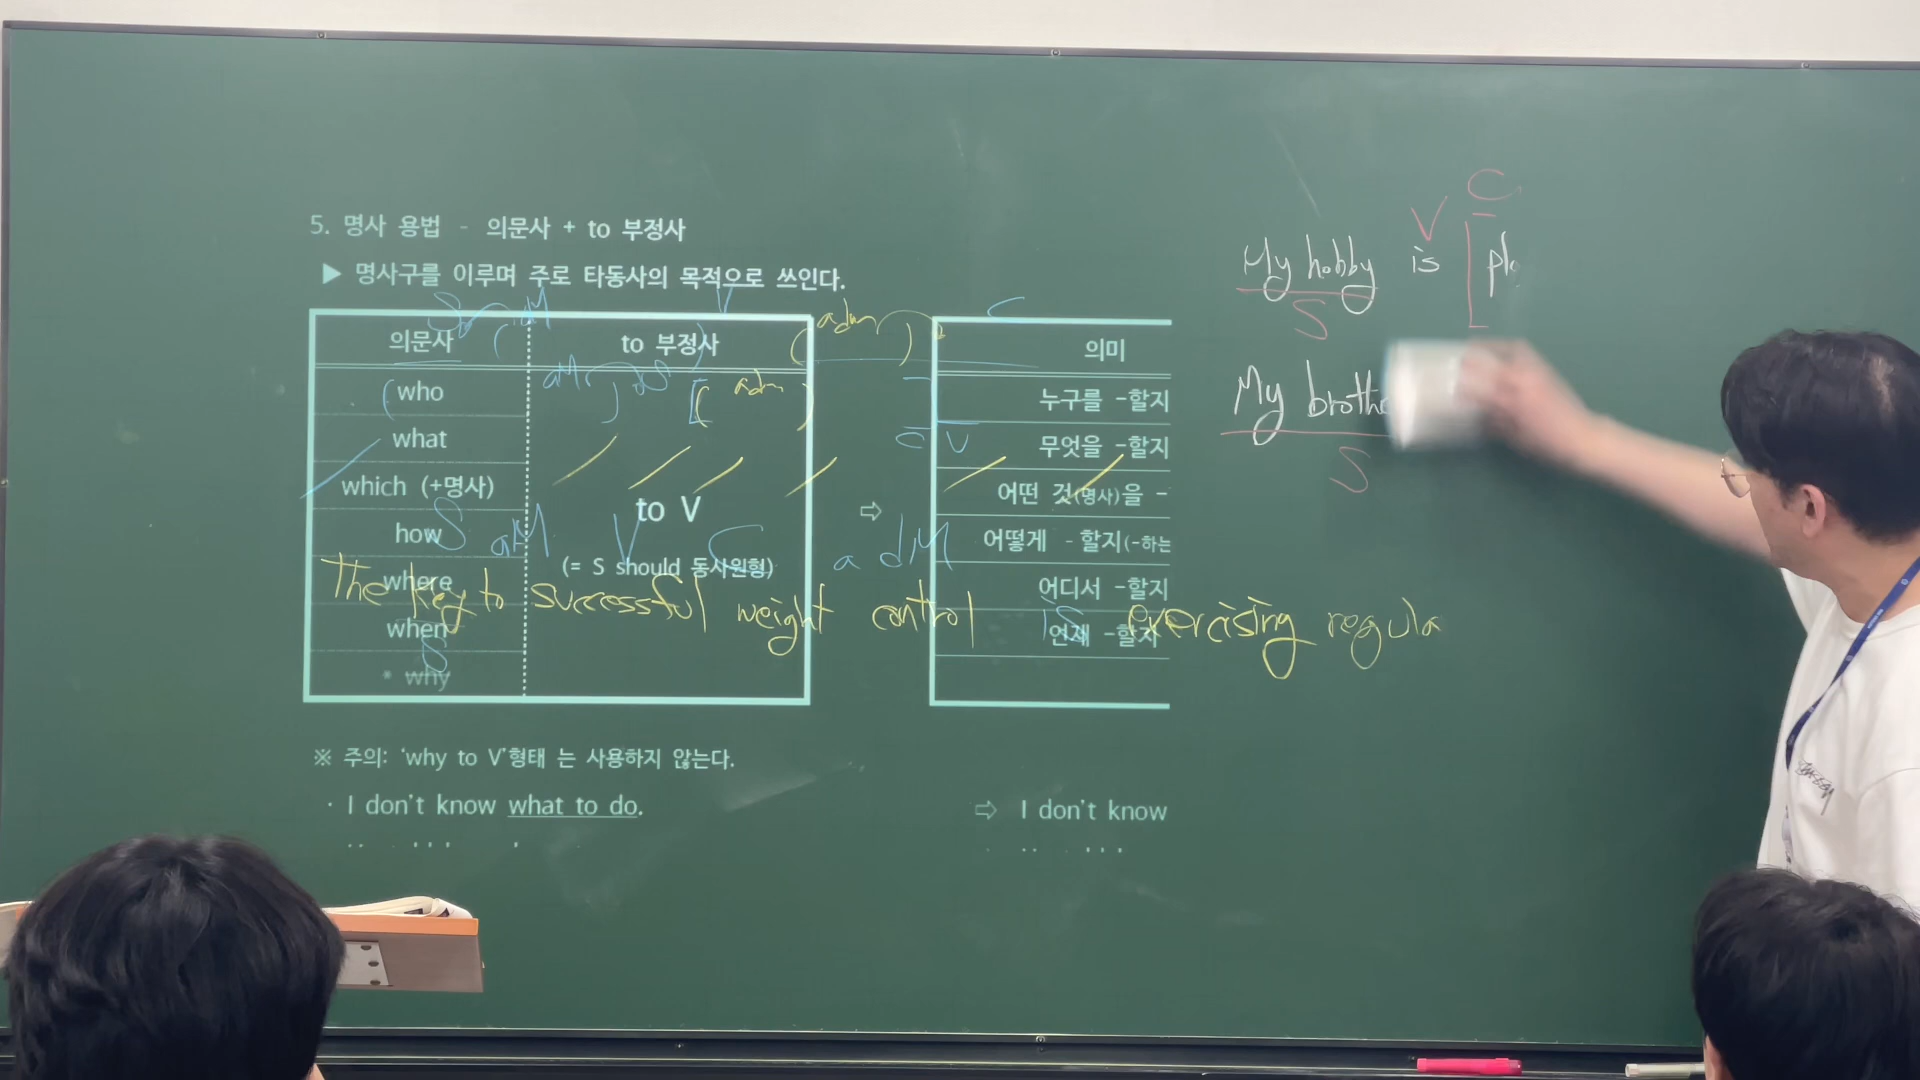 5. 명사 용법 - 의문사 + to 부정사
▶ 명사구를 이루며 주로 타동사의 목적으로 쓰인다.
의문사
to 부정사
의미
who
누구를 -할지
what
무엇을 -할지
which (+명사)
어떤 것(명사)을 -
to V
⇨
how
어떻게 - 할지(-하는
(= S should 동사원형)
where
어디서 -할지
when
언제 -할지
* why
※ 주의: ‘why to V’형태 는 사용하지 않는다.
· I don't know what to do.
⇨ I don't know
S aM V C adM
The key to successful weight control is exercising regula
S
V C
My hobby is [ pl
S
My brothe
S